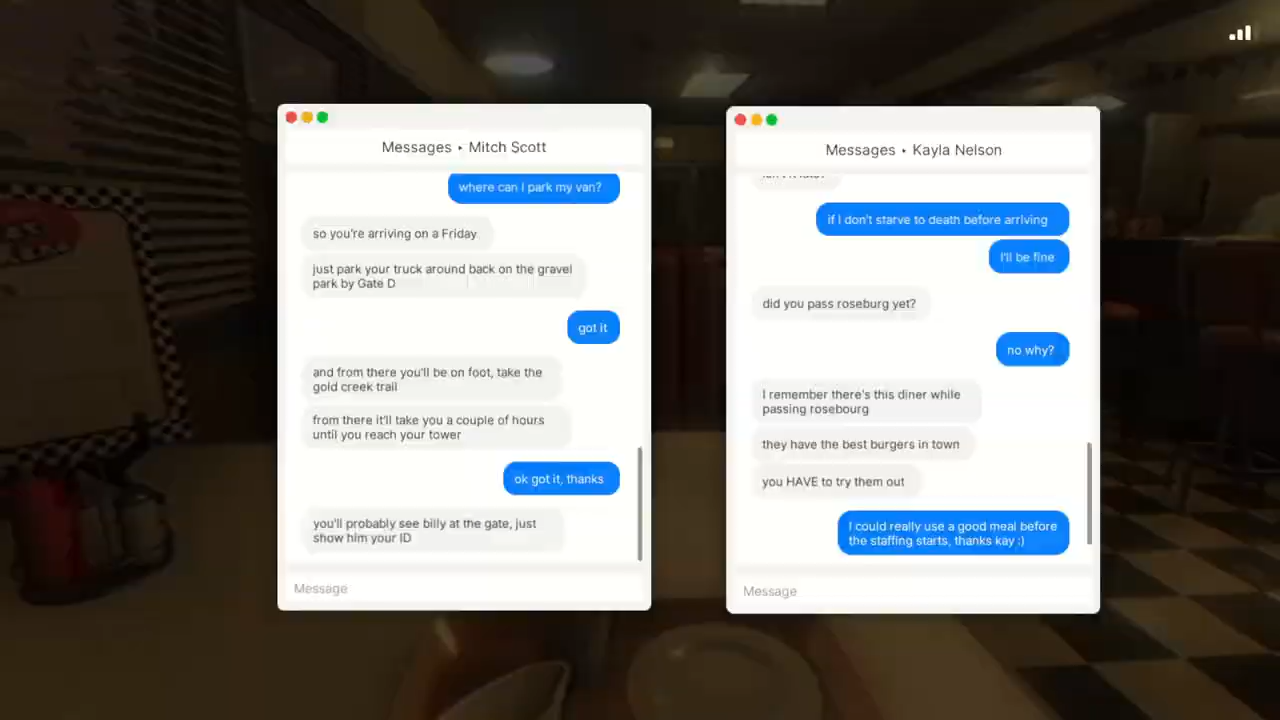 Messages • Mitch Scott
where can I park my van?
so you're arriving on a Friday
just park your truck around back on the gravel
park by Gate D
got it
and from there you'll be on foot, take the
gold creek trail
from there it'll take you a couple of hours
until you reach your tower
ok got it, thanks
you'll probably see billy at the gate, just
show him your ID
Message
Messages • Kayla Nelson
if I don't starve to death before arriving
I'll be fine
did you pass roseburg yet?
no why?
I remember there's this diner while
passing rosebourg
they have the best burgers in town
you HAVE to try them out
I could really use a good meal before
the staffing starts, thanks kay :)
Message